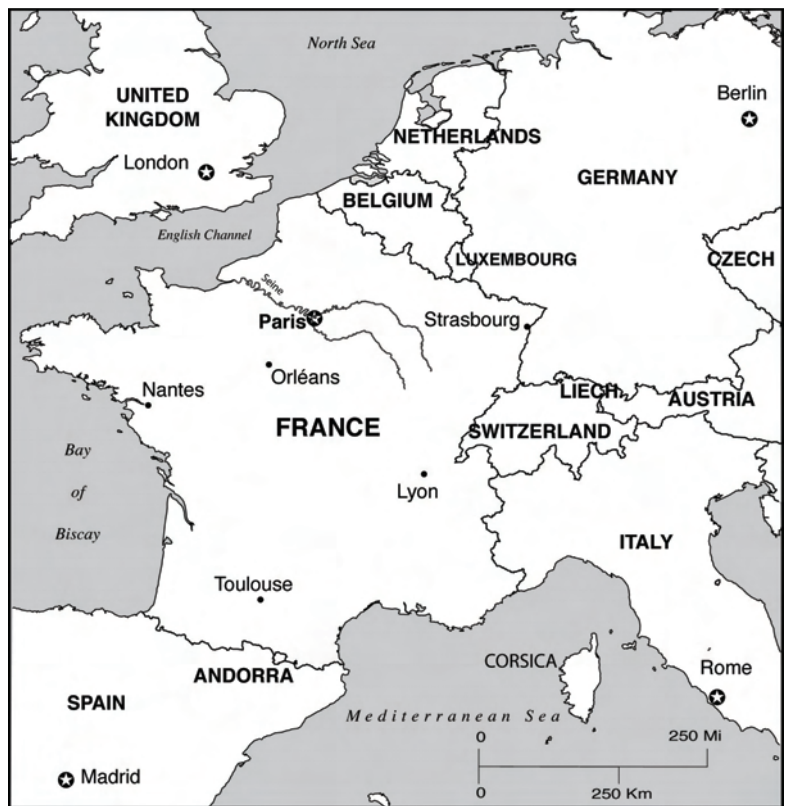 North Sea
UNITED
KINGDOM
Berlin
NETHERLANDS
London
GERMANY
BELGIUM
English Channel
LUXEMBOURG
CZECH
Seine
Paris
Strasbourg
Orléans
Nantes
LIECH
AUSTRIA
FRANCE
SWITZERLAND
Bay
of
Biscay
Lyon
ITALY
Toulouse
CORSICA
Rome
ANDORRA
SPAIN
Mediterranean Sea
0 250 Mi
Madrid
0 250 Km